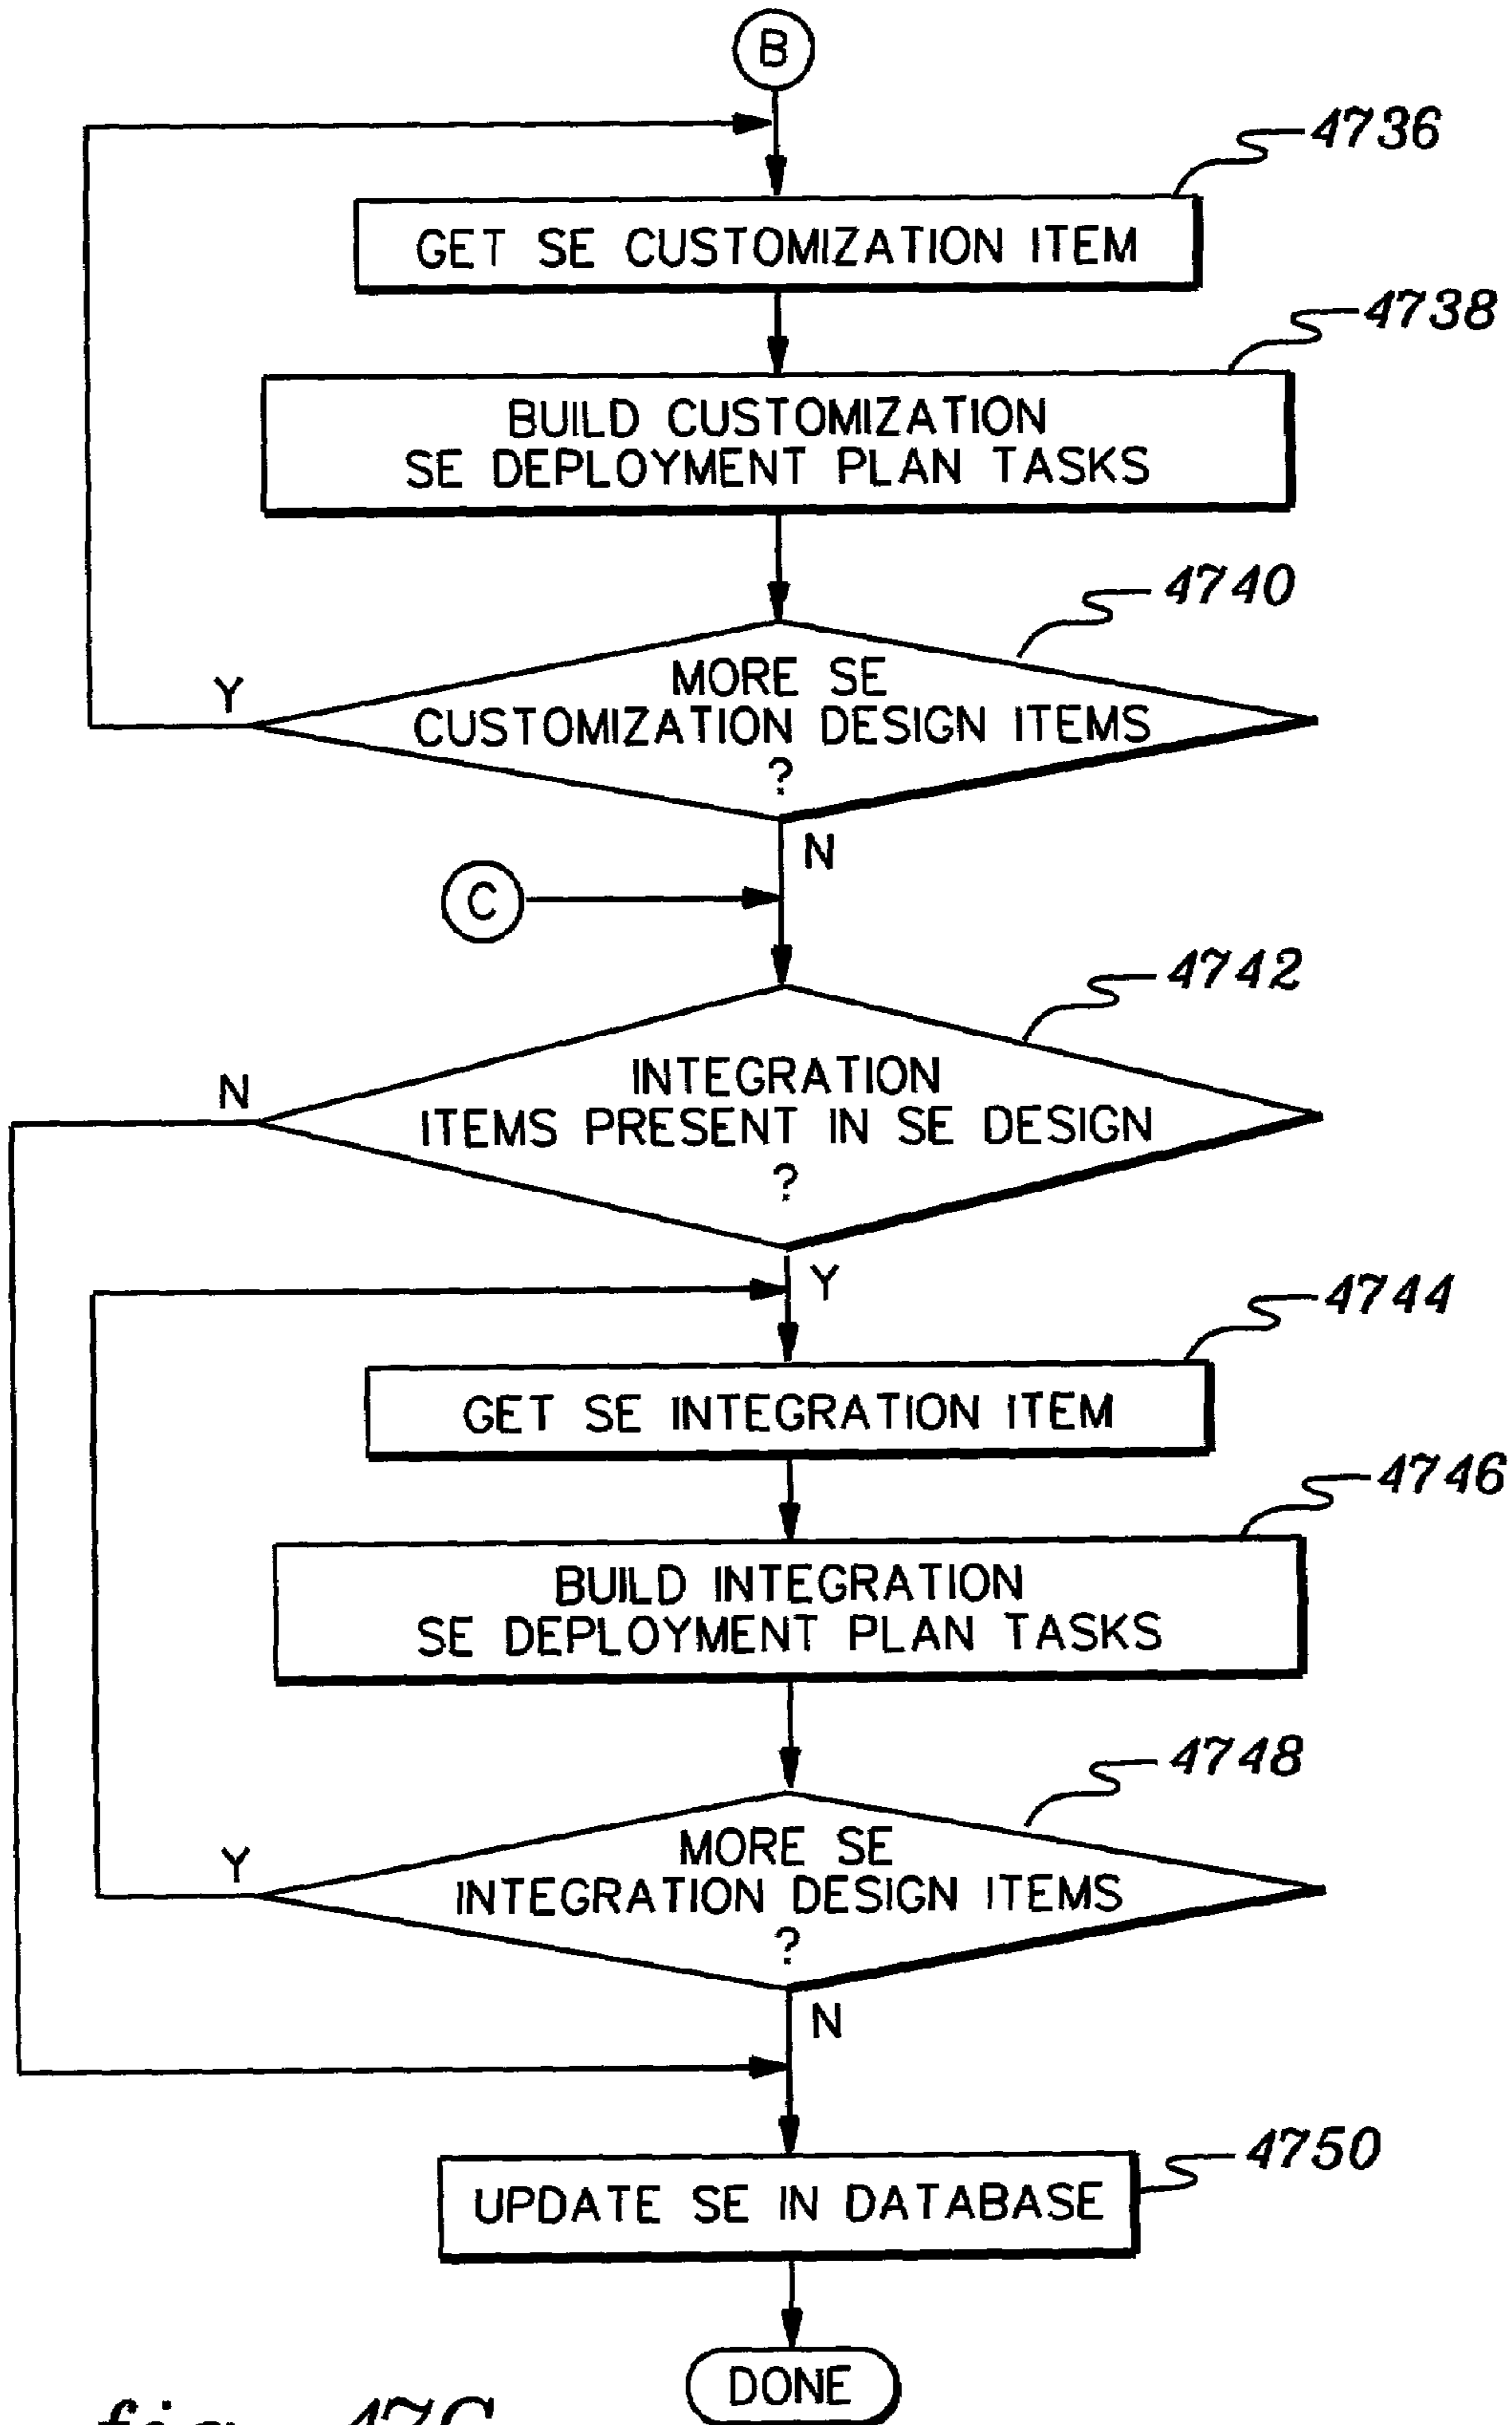 B
4736
GET SE CUSTOMIZATION ITEM
4738
BUILD CUSTOMIZATION
SE DEPLOYMENT PLAN TASKS
4740
MORE SE
Y
CUSTOMIZATION DESIGN ITEMS
?
N
C
4742
INTEGRATION
N
ITEMS PRESENT IN SE DESIGN
?
Y
4744
GET SE INTEGRATION ITEM
4746
BUILD INTEGRATION
SE DEPLOYMENT PLAN TASKS
4748
MORE SE
Y
INTEGRATION DESIGN ITEMS
?
N
4750
UPDATE SE IN DATABASE
DONE
fig. 47C